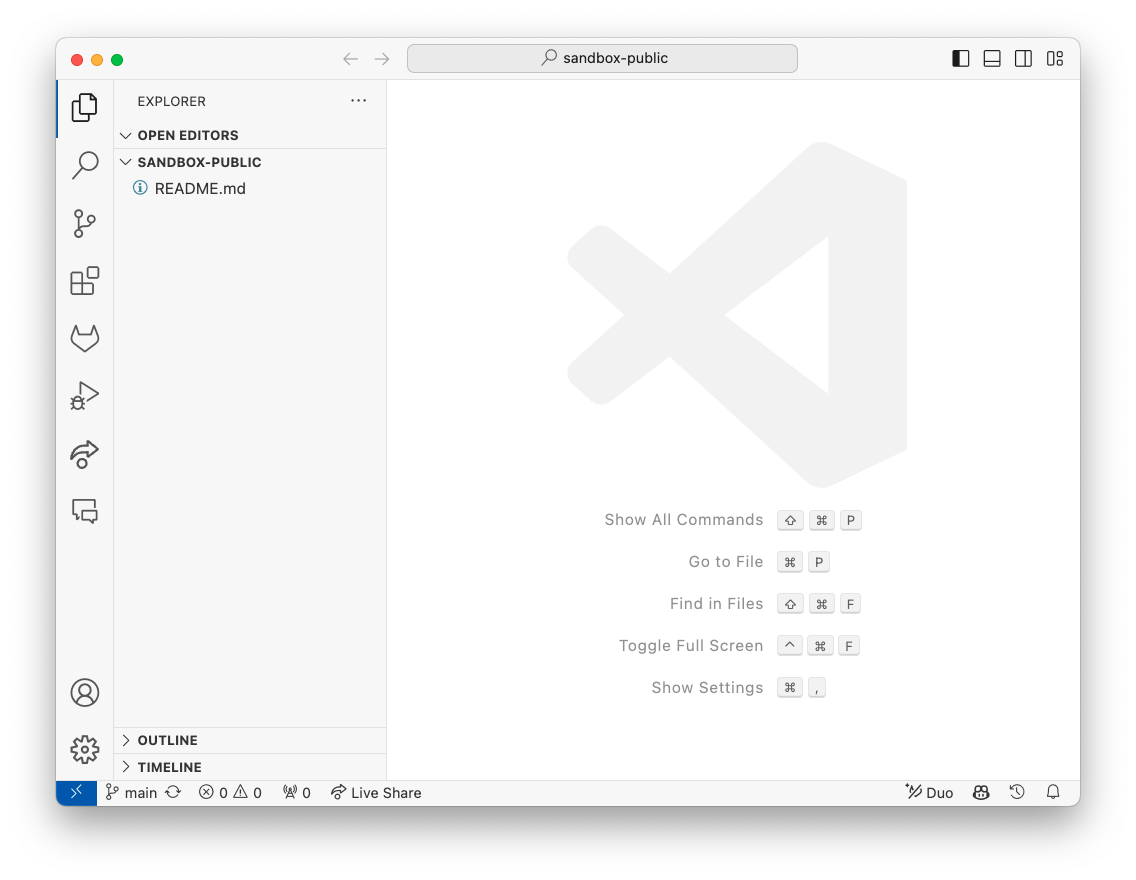 sandbox-public
EXPLORER
OPEN EDITORS
SANDBOX-PUBLIC
README.md
OUTLINE
TIMELINE
Show All Commands ⇧ ⌘ P
Go to File ⌘ P
Find in Files ⇧ ⌘ F
Toggle Full Screen ^ ⌘ F
Show Settings ⌘ ,
main 0 0 0 Live Share Duo